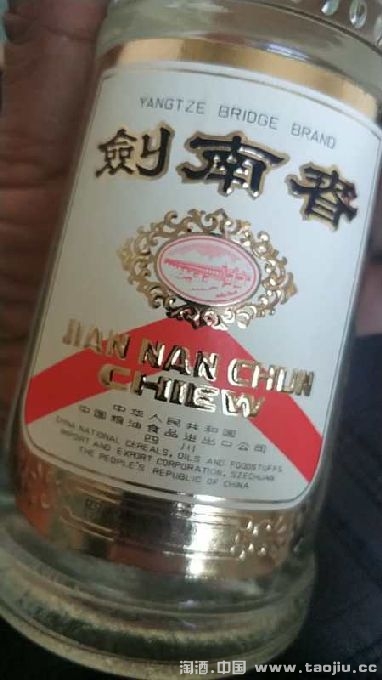 YANGTZE BRIDGE BRAND
劍南春
JIAN NAN CHUN
CHIEW
中华人民共和国
中国粮油食品进出口公司
四川
CHINA NATIONAL CEREALS, OILS AND FOODSTUFFS
IMPORT AND EXPORT CORPORATION, SZECHUAN
THE PEOPLE'S REPUBLIC OF CHINA
淘酒.中国 www.taojiu.cc